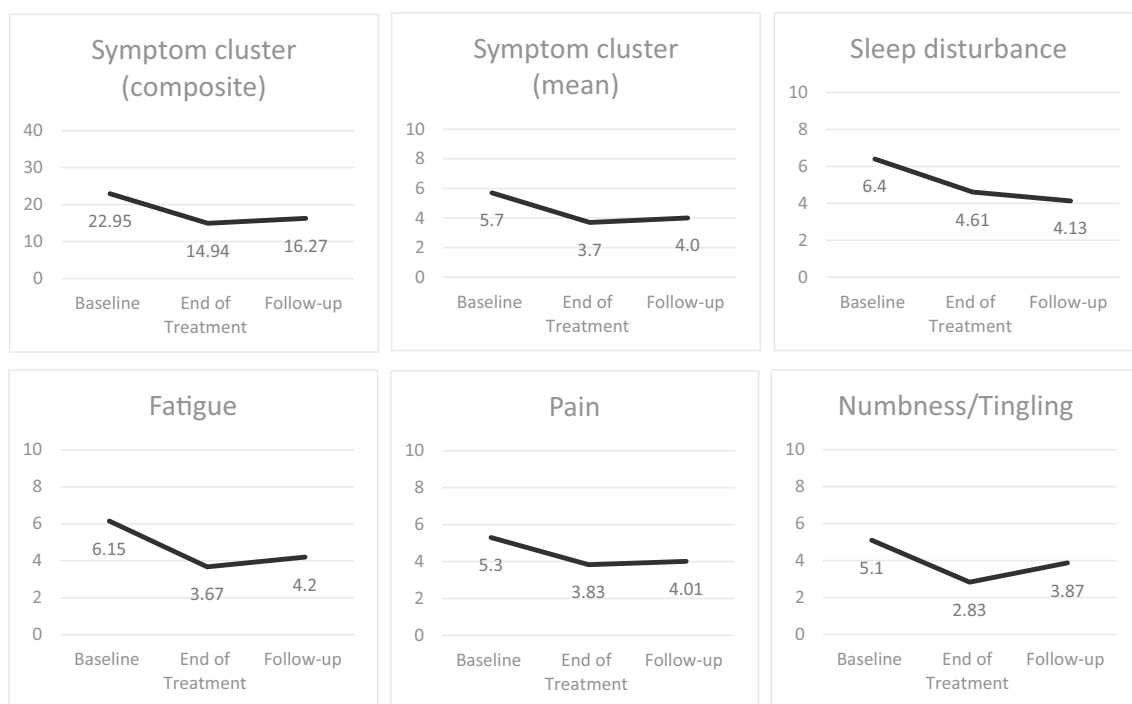 Symptom cluster
(composite)
40
30
20
10
0
22.95
14.94
16.27
Baseline
End of
Treatment
Follow-up
Symptom cluster
(mean)
10
8
6
4
2
0
5.7
3.7
4.0
Baseline
End of
Treatment
Follow-up
Sleep disturbance
10
8
6
4
2
0
6.4
4.61
4.13
Baseline
End of
Treatment
Follow-up
Fatigue
10
8
6
4
2
0
6.15
3.67
4.2
Baseline
End of
Treatment
Follow-up
Pain
10
8
6
4
2
0
5.3
3.83
4.01
Baseline
End of
Treatment
Follow-up
Numbness/Tingling
10
8
6
4
2
0
5.1
2.83
3.87
Baseline
End of
Treatment
Follow-up